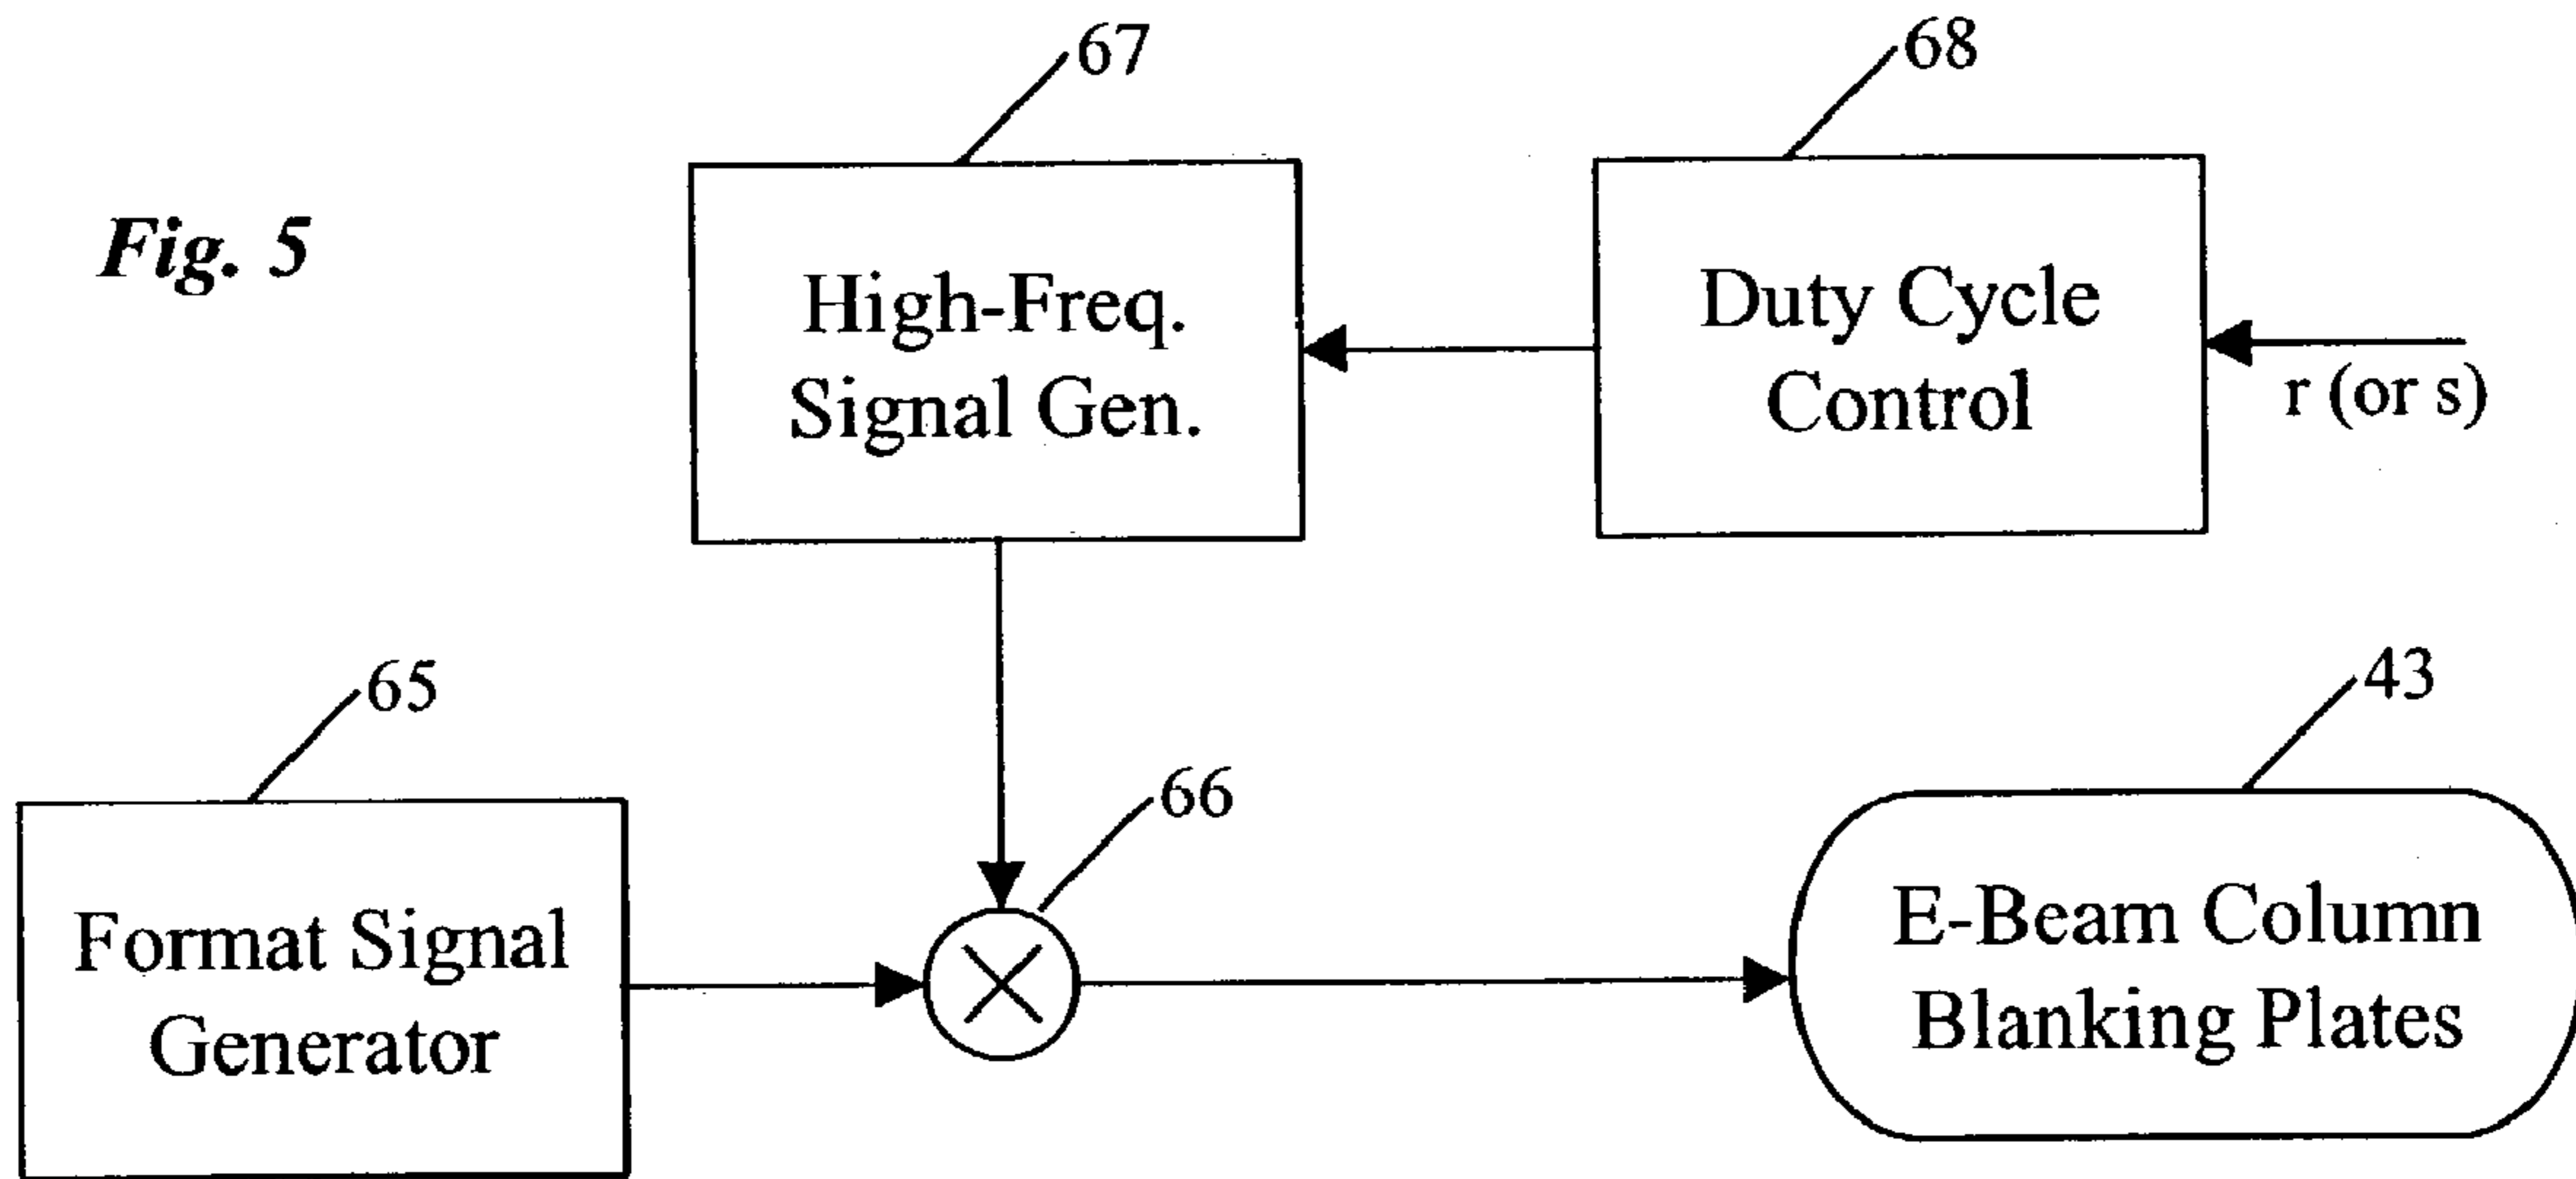 Fig. 5
67
68
High-Freq.
Signal Gen.
Duty Cycle
Control
r (or s)
65
66
43
Format Signal
Generator
E-Beam Column
Blanking Plates